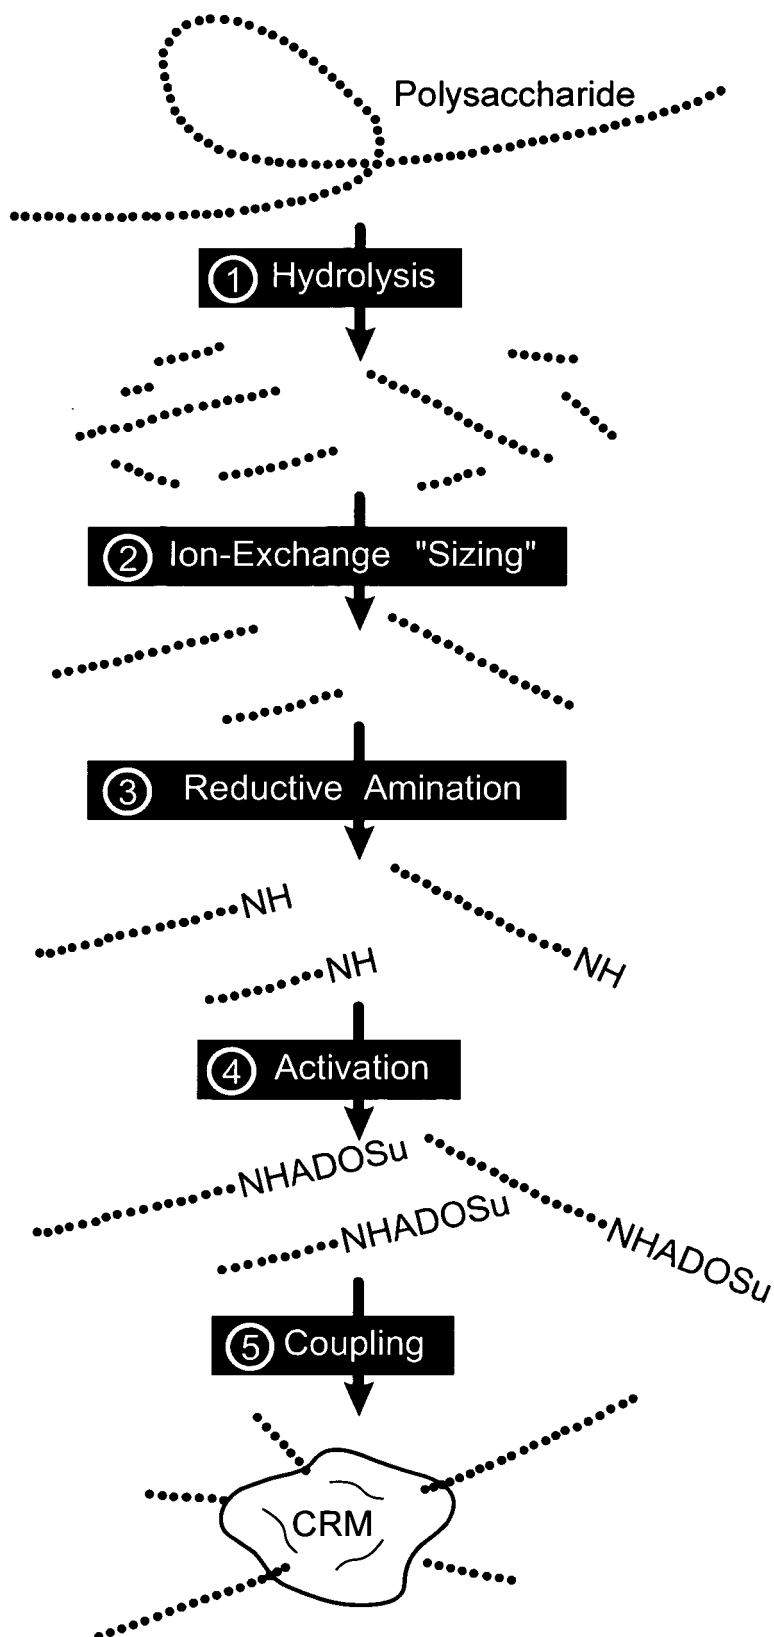 Polysaccharide
1 Hydrolysis
2 Ion-Exchange "Sizing"
3 Reductive Amination
NH
NH
NH
4 Activation
NHADOSu
NHADOSu
NHADOSu
5 Coupling
CRM